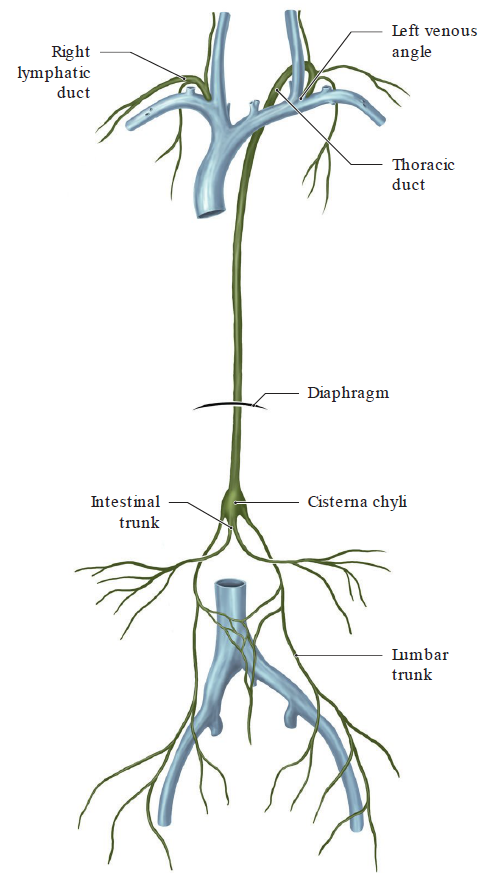 Left venous
angle
Right
lymphatic
duct
Thoracic
duct
Diaphragm
Intestinal
trunk
Cisterna chyli
Lumbar
trunk